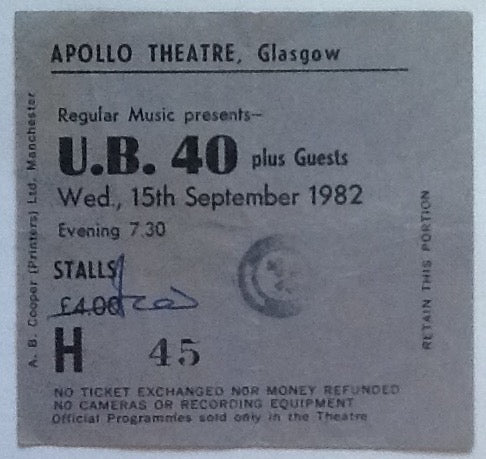 APOLLO THEATRE, Glasgow
Regular Music presents—
U.B. 40 plus Guests
Wed., 15th September 1982
Evening 7.30
STALLS
£4.00
H 45
NO TICKET EXCHANGED NOR MONEY REFUNDED
NO CAMERAS OR RECORDING EQUIPMENT
Official Programmes sold only in the Theatre
A. B. Cooper (Printers) Ltd. Manchester
RETAIN THIS PORTION